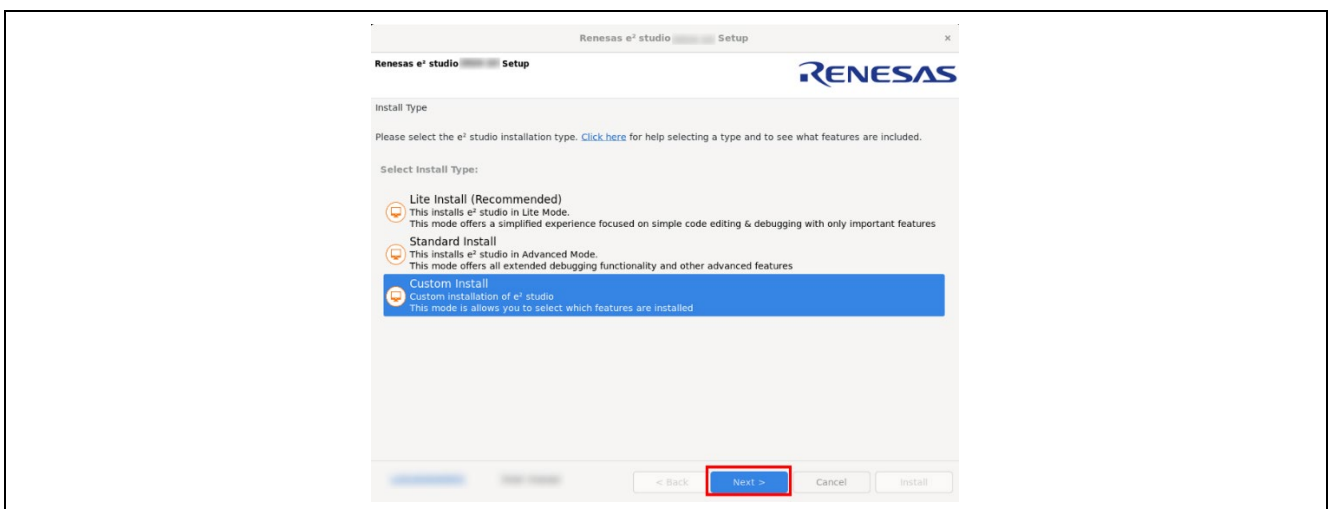 Renesas e² studio Setup ×
Renesas e² studio Setup
RENESAS
Install Type
Please select the e² studio installation type. Click here for help selecting a type and to see what features are included.
Select Install Type:
Lite Install (Recommended)
This installs e² studio in Lite Mode.
This mode offers a simplified experience focused on simple code editing & debugging with only important features
Standard Install
This installs e² studio in Advanced Mode.
This mode offers all extended debugging functionality and other advanced features
Custom Install
Custom installation of e² studio
This mode is allows you to select which features are installed
< Back Next > Cancel Install